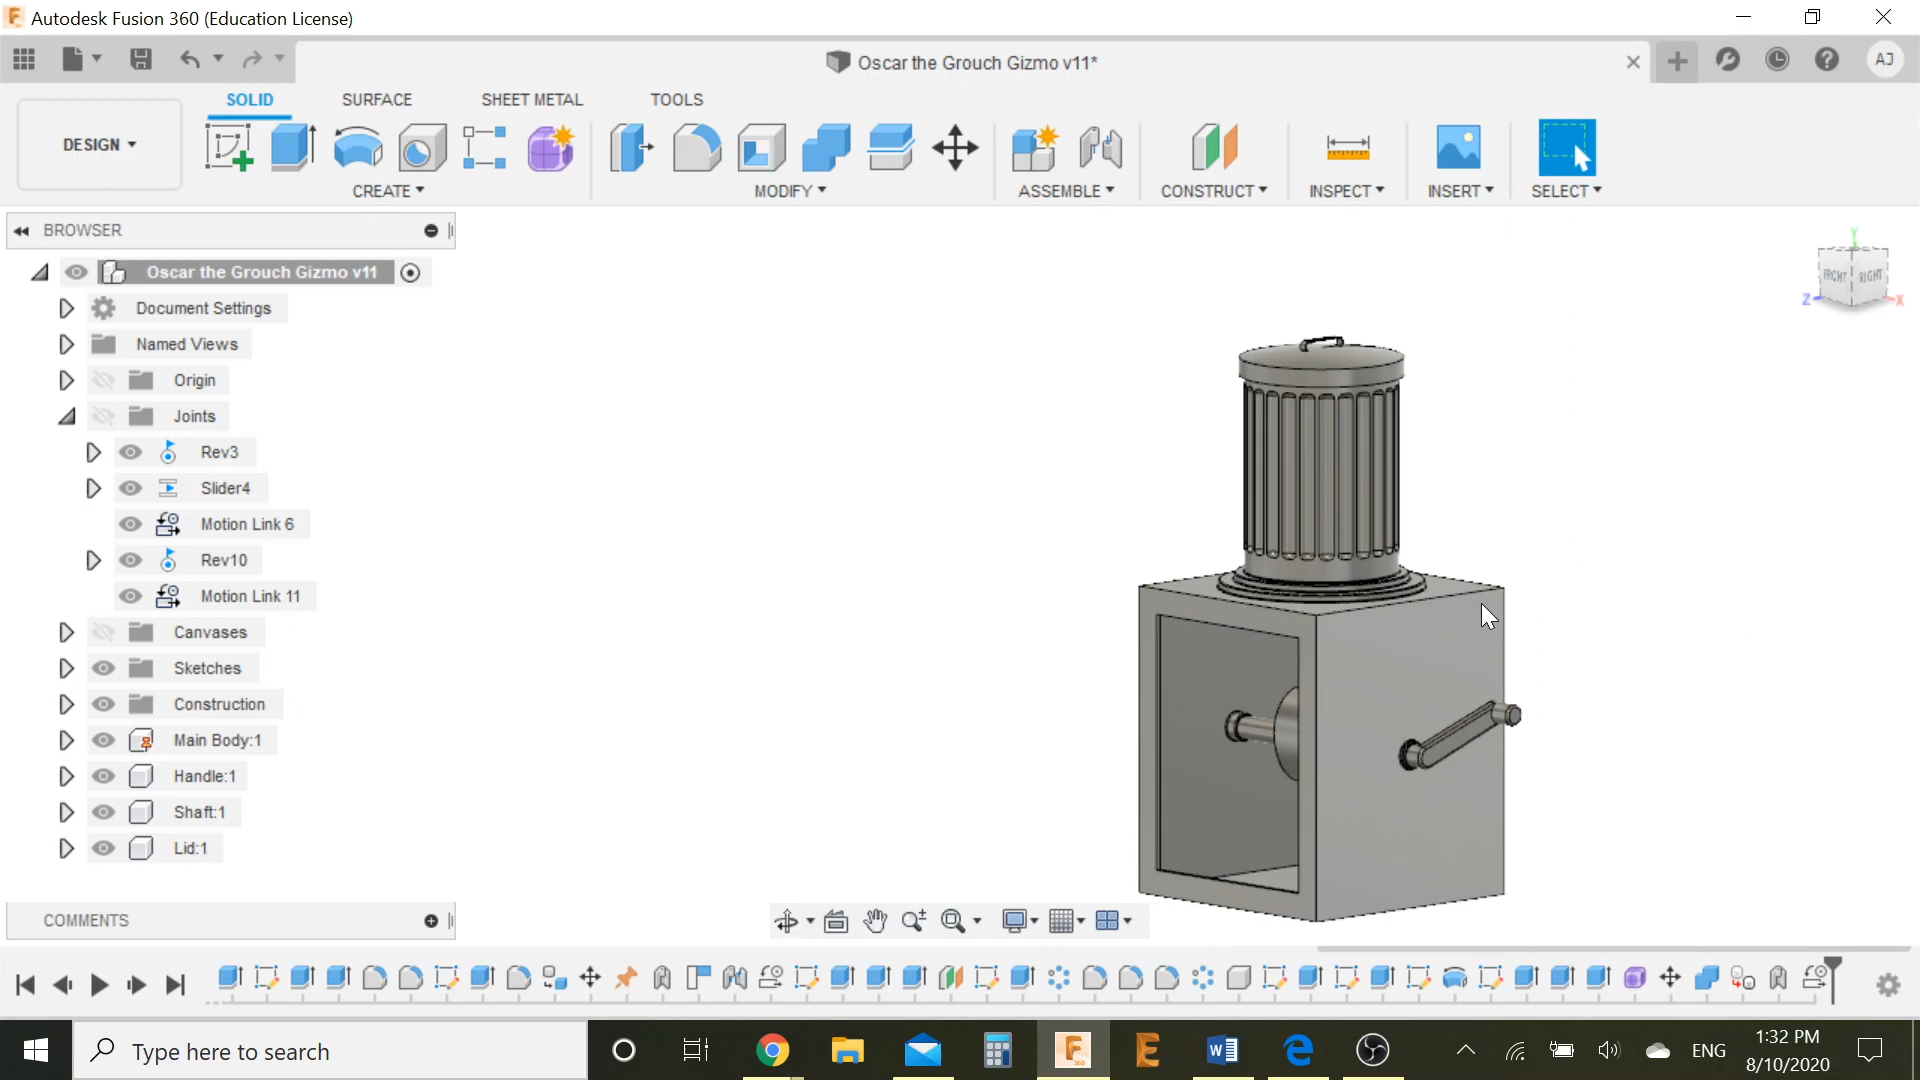 Autodesk Fusion 360 (Education License)
Oscar the Grouch Gizmo v11*
AJ
SOLID SURFACE SHEET METAL TOOLS
DESIGN
CREATE MODIFY ASSEMBLE CONSTRUCT INSPECT INSERT SELECT
BROWSER
Oscar the Grouch Gizmo v11
Document Settings
Named Views
Origin
Joints
Rev3
Slider4
Motion Link 6
Rev10
Motion Link 11
Canvases
Sketches
Construction
Main Body:1
Handle:1
Shaft:1
Lid:1
Y
FRONT RIGHT
Z X
COMMENTS
Type here to search
ENG
1:32 PM
8/10/2020